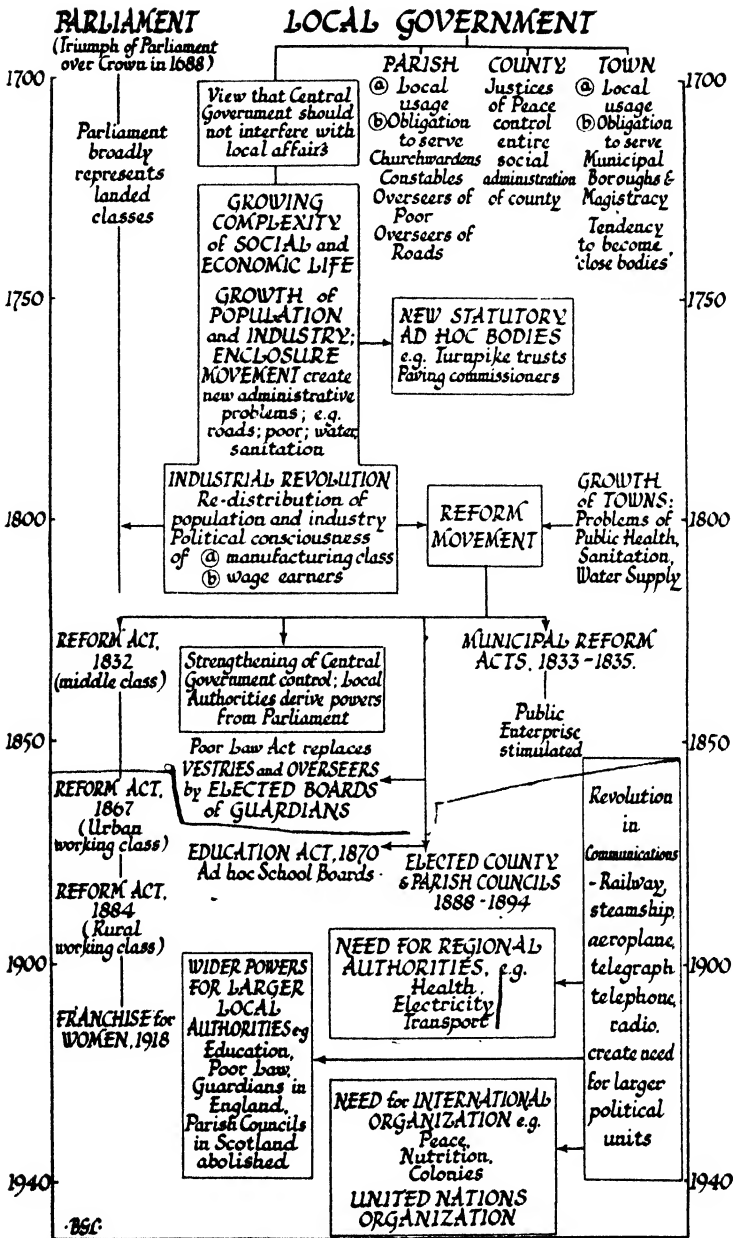 PARLIAMENT
(Triumph of Parliament
over Crown in 1688)
LOCAL GOVERNMENT
1700
1700
Parliament
broadly
represents
landed
classes
View that Central
Government should
not interfere with
local affairs
PARISH
ⓐ Local
usage
ⓑ Obligation
to serve
Churchwardens
Constables
Overseers of
Poor
Overseers of
Roads
COUNTY
Justices
of Peace
control
entire
social
administration
of county
TOWN
ⓐ Local
usage
ⓑ Obligation
to serve
Municipal
Boroughs &
Magistracy
Tendency
to become
'close bodies'
GROWING
COMPLEXITY
of SOCIAL and
ECONOMIC LIFE
GROWTH of
POPULATION
and INDUSTRY;
ENCLOSURE
MOVEMENT create
new administrative
problems; e.g.
roads; poor; water,
sanitation
1750
1750
NEW STATUTORY
AD HOC BODIES
e.g. Turnpike trusts
Paving commissioners
INDUSTRIAL REVOLUTION
Re-distribution of
population and industry
Political consciousness
of ⓐ manufacturing class
ⓑ wage earners
REFORM
MOVEMENT
GROWTH
of TOWNS:
Problems of
Public Health,
Sanitation,
Water Supply
1800
1800
REFORM ACT,
1832
(middle class)
Strengthening of Central
Government control; Local
Authorities derive powers
from Parliament
MUNICIPAL REFORM
ACTS, 1833-1835.
Public
Enterprise
stimulated
1850
1850
Poor Law Act replaces
VESTRIES and OVERSEERS
by ELECTED BOARDS
of GUARDIANS
REFORM ACT,
1867
(Urban
working class)
EDUCATION ACT, 1870
Ad hoc School Boards
ELECTED COUNTY
& PARISH COUNCILS
1888-1894
REFORM ACT,
1884
(Rural
working class)
Revolution
in
Communications
- Railway,
steamship,
aeroplane,
telegraph
telephone,
radio,
create need
for larger
political
units
1900
1900
WIDER POWERS
FOR LARGER
LOCAL
AUTHORITIES eg
Education,
Poor Law,
Guardians in
England,
Parish Councils
in Scotland
abolished
NEED FOR REGIONAL
AUTHORITIES, e.g.
Health
Electricity
Transport
FRANCHISE for
WOMEN, 1918
NEED for INTERNATIONAL
ORGANIZATION e.g.
Peace,
Nutrition,
Colonies
UNITED NATIONS
ORGANIZATION
1940
1940